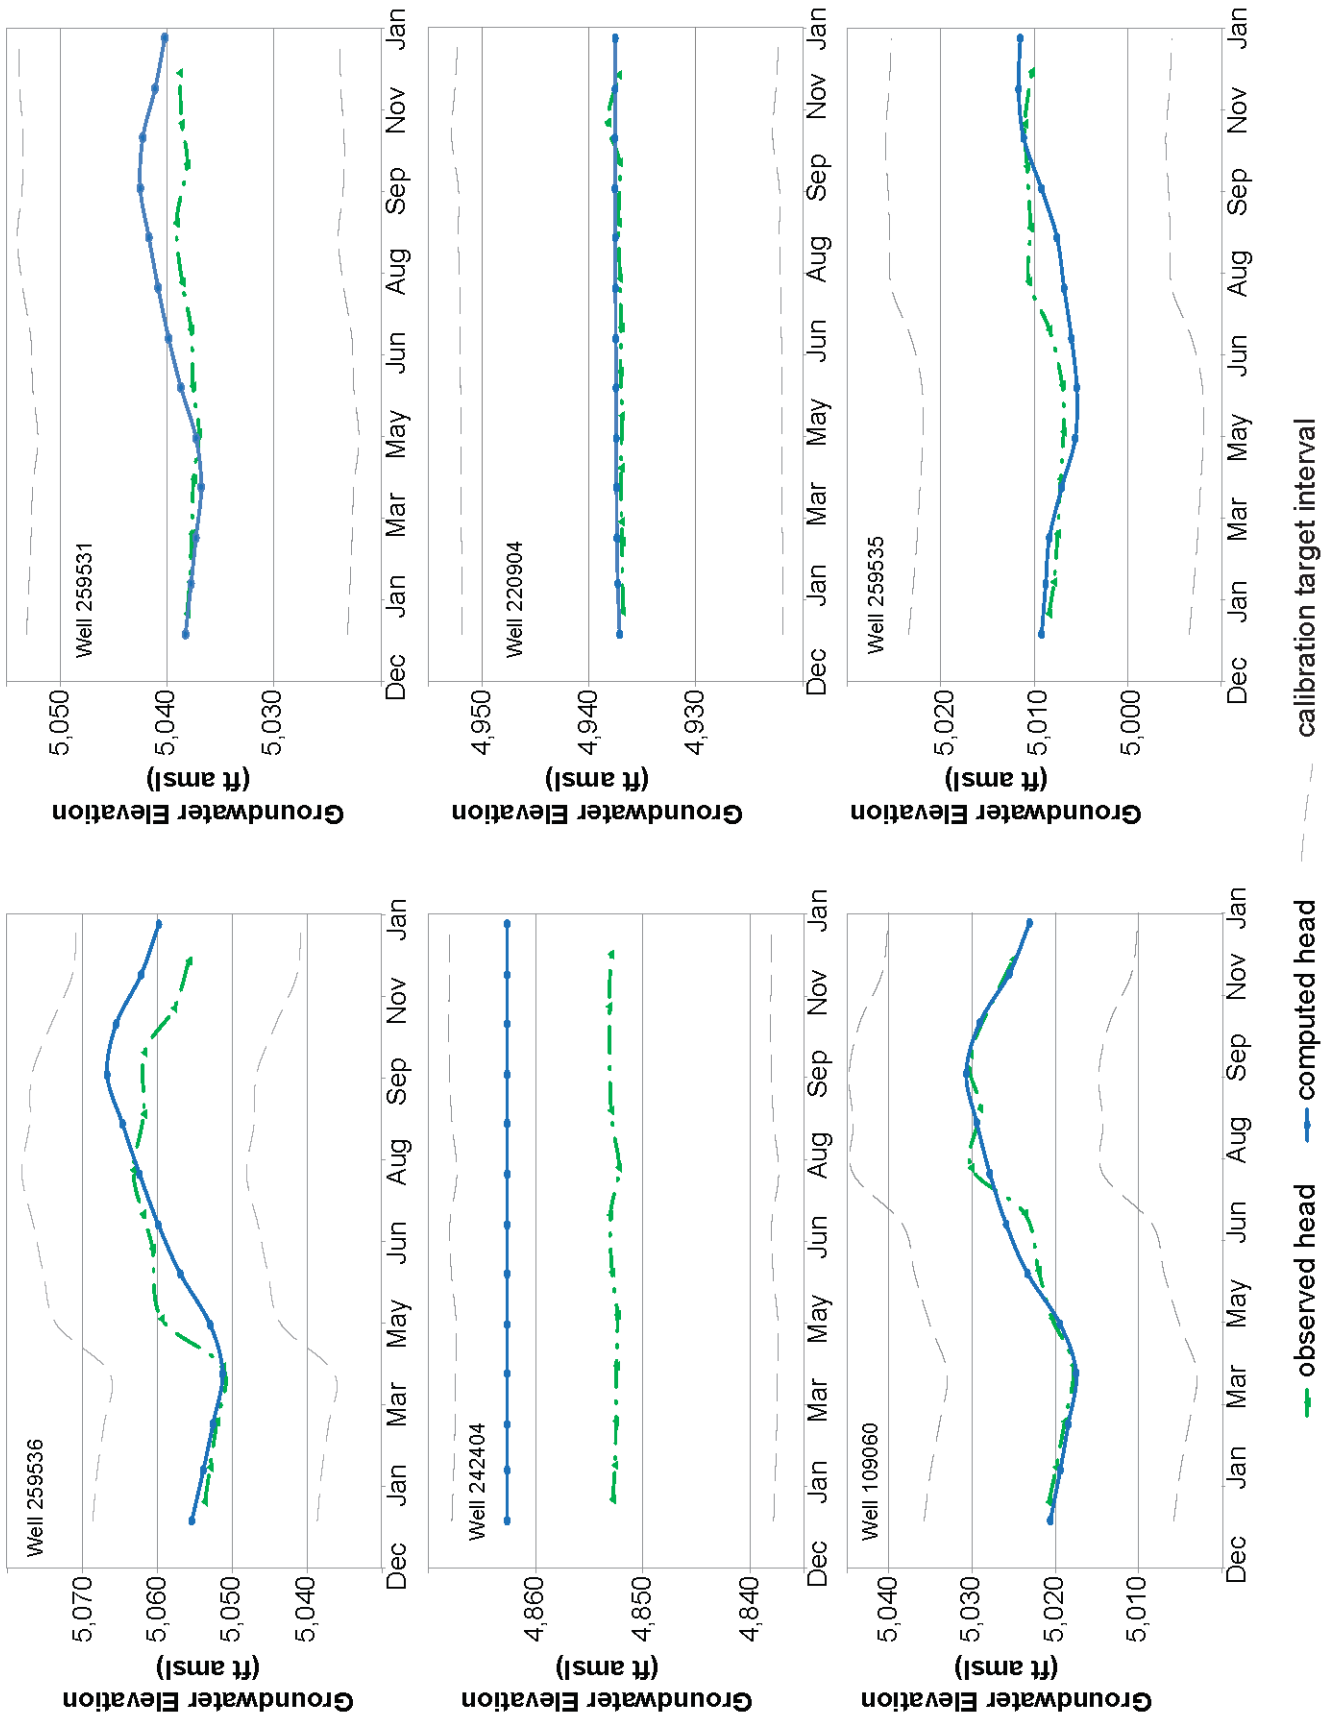 Groundwater Elevation
(ft amsl)
5,070
5,060
5,050
5,040
Well 259536
Dec
Jan
Mar
May
Jun
Aug
Sep
Nov
Jan
Groundwater Elevation
(ft amsl)
5,050
5,040
5,030
Well 259531
Dec
Jan
Mar
May
Jun
Aug
Sep
Nov
Jan
Groundwater Elevation
(ft amsl)
4,860
4,850
4,840
Well 242404
Dec
Jan
Mar
May
Jun
Aug
Sep
Nov
Jan
Groundwater Elevation
(ft amsl)
4,950
4,940
4,930
Well 220904
Dec
Jan
Mar
May
Jun
Aug
Sep
Nov
Jan
Groundwater Elevation
(ft amsl)
5,040
5,030
5,020
5,010
Well 109060
Dec
Jan
Mar
May
Jun
Aug
Sep
Nov
Jan
Groundwater Elevation
(ft amsl)
5,020
5,010
5,000
Well 259535
Dec
Jan
Mar
May
Jun
Aug
Sep
Nov
Jan
observed head
computed head
calibration target interval